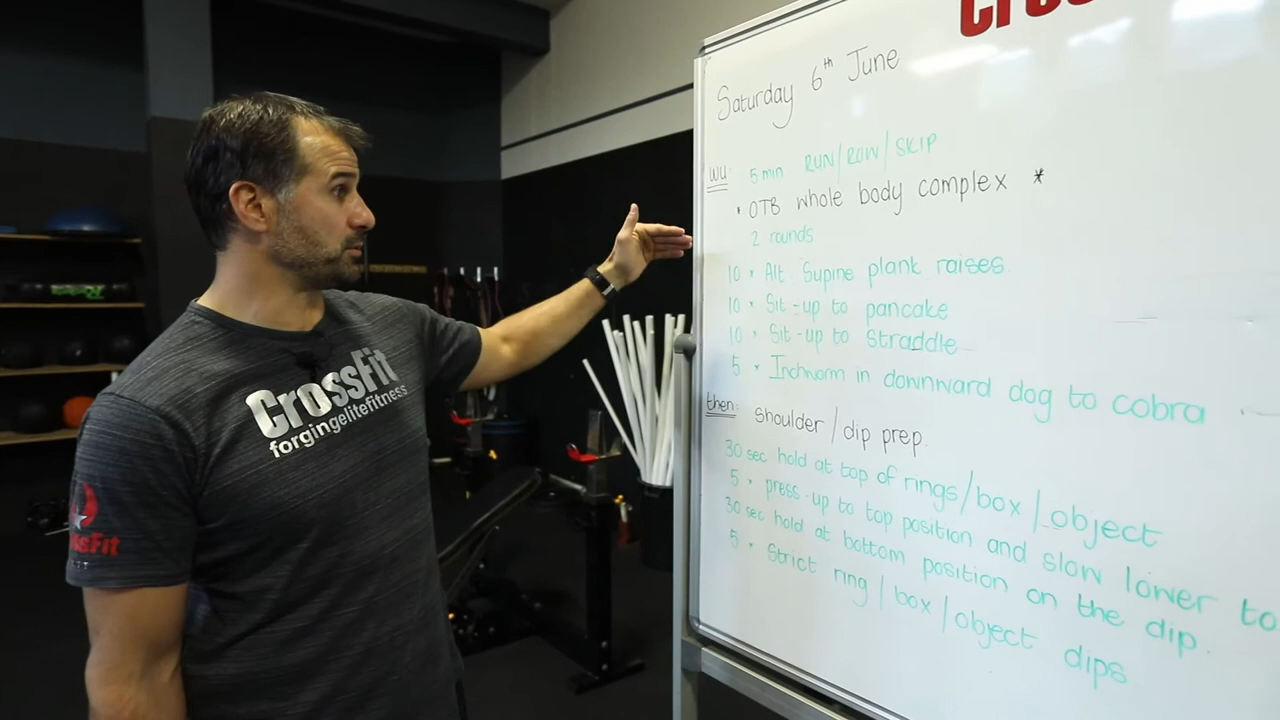 Cros
Saturday 6th June
WU: 5 min RUN/ROW/SKIP
* OTB whole body complex *
2 rounds
10 × Alt Supine plank raises
10 × Sit-up to pancake
10 × Sit-up to straddle
5 × Inchworm in downward dog to cobra
then: shoulder/dip prep.
30 sec hold at top of rings/box/object
5 × press-up to top position and slow lower to
30 sec hold at bottom position on the dip.
5 × Strict ring/box/object dips
CrossFit
forgingelitefitness
ssFit